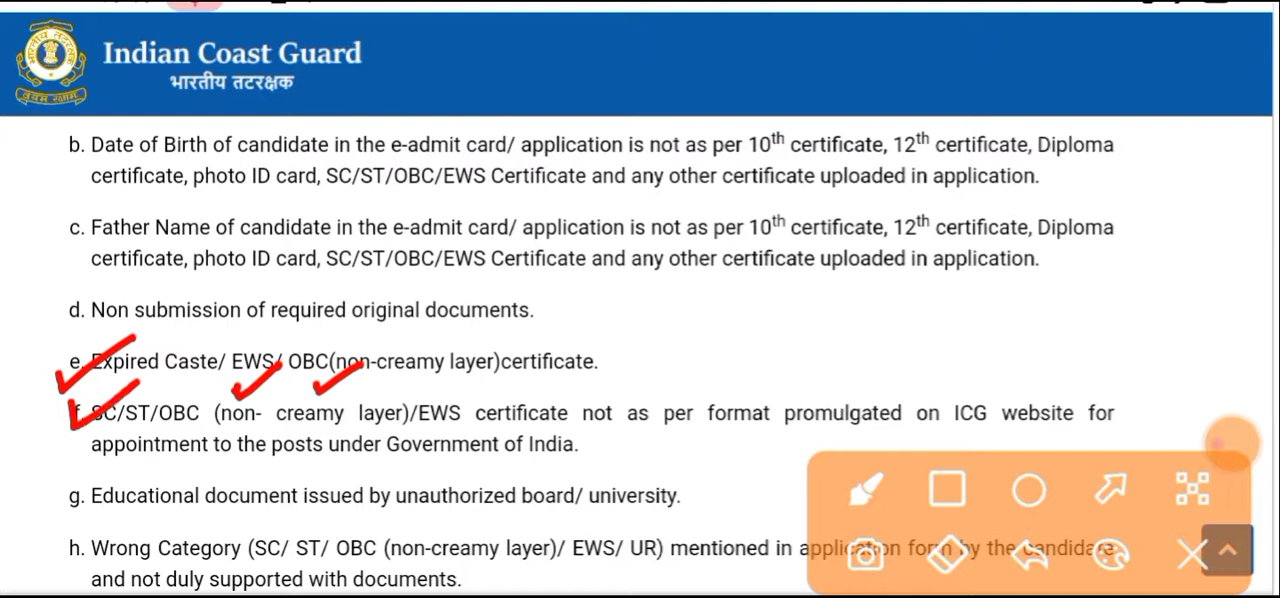 Indian Coast Guard
भारतीय तटरक्षक
b. Date of Birth of candidate in the e-admit card/ application is not as per 10th certificate, 12th certificate, Diploma
certificate, photo ID card, SC/ST/OBC/EWS Certificate and any other certificate uploaded in application.
c. Father Name of candidate in the e-admit card/ application is not as per 10th certificate, 12th certificate, Diploma
certificate, photo ID card, SC/ST/OBC/EWS Certificate and any other certificate uploaded in application.
d. Non submission of required original documents.
e. Expired Caste/ EWS/ OBC(non-creamy layer)certificate.
f. SC/ST/OBC (non- creamy layer)/EWS certificate not as per format promulgated on ICG website for
appointment to the posts under Government of India.
g. Educational document issued by unauthorized board/ university.
h. Wrong Category (SC/ ST/ OBC (non-creamy layer)/ EWS/ UR) mentioned in application form by the candidate
and not duly supported with documents.